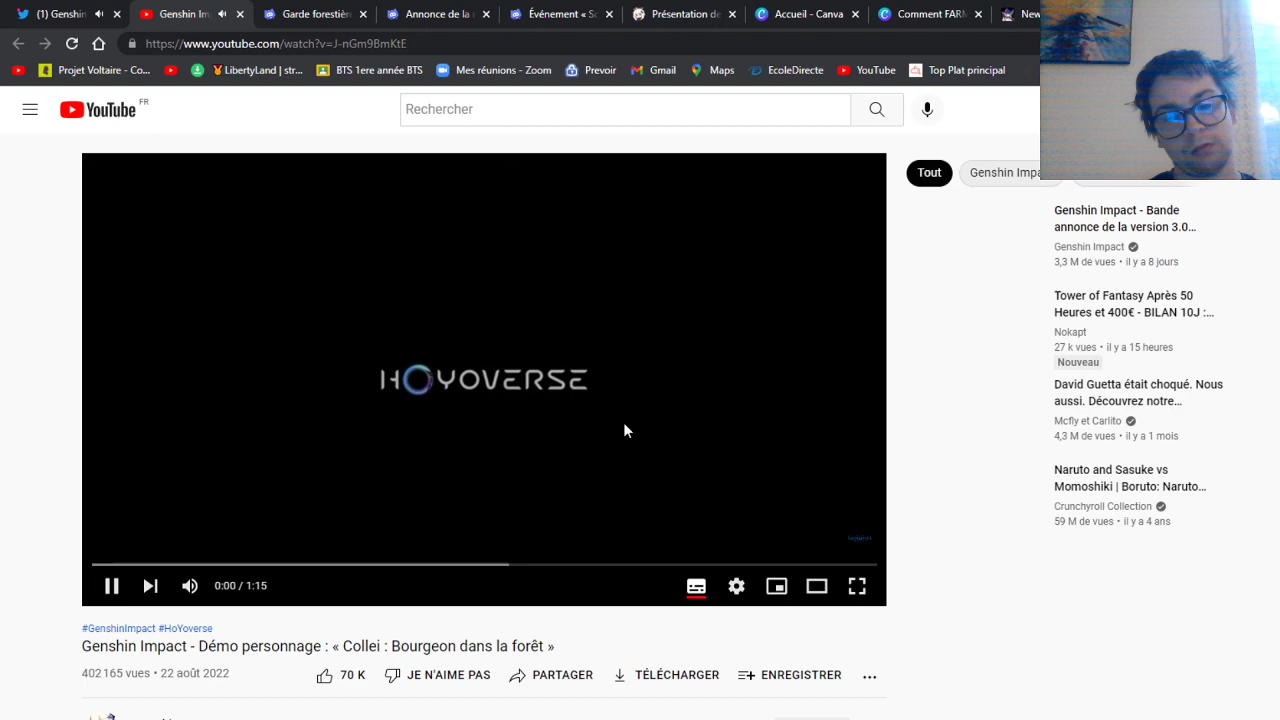 (1) Genshin
Genshin Im
Garde forestière
Annonce de la
Événement « So
Présentation de
Accueil - Canva
Comment FARM
New
https://www.youtube.com/watch?v=J-nGm9BmKtE
Projet Voltaire - Co...
LibertyLand | str...
BTS 1ere année BTS
Mes réunions - Zoom
Prevoir
Gmail
Maps
EcoleDirecte
YouTube
Top Plat principal
YouTube FR
Rechercher
HOYOVERSE
0:00 / 1:15
#GenshinImpact #HoYoverse
Genshin Impact - Démo personnage : « Collei : Bourgeon dans la forêt »
402 165 vues • 22 août 2022
70 K
JE N'AIME PAS
PARTAGER
TÉLÉCHARGER
ENREGISTRER
Tout
Genshin Impa
Genshin Impact - Bande
annonce de la version 3.0...
Genshin Impact
3,3 M de vues • il y a 8 jours
Tower of Fantasy Après 50
Heures et 400€ - BILAN 10J :...
Nokapt
27 k vues • il y a 15 heures
Nouveau
David Guetta était choqué. Nous
aussi. Découvrez notre...
Mcfly et Carlito
4,3 M de vues • il y a 1 mois
Naruto and Sasuke vs
Momoshiki | Boruto: Naruto...
Crunchyroll Collection
59 M de vues • il y a 4 ans